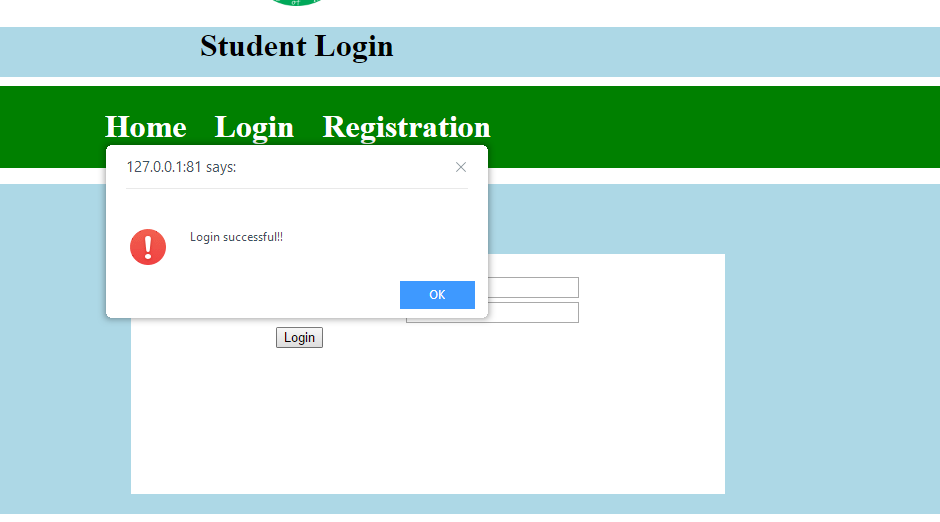 Student Login
Home Login Registration
127.0.0.1:81 says:
Login successful!!
OK
Login